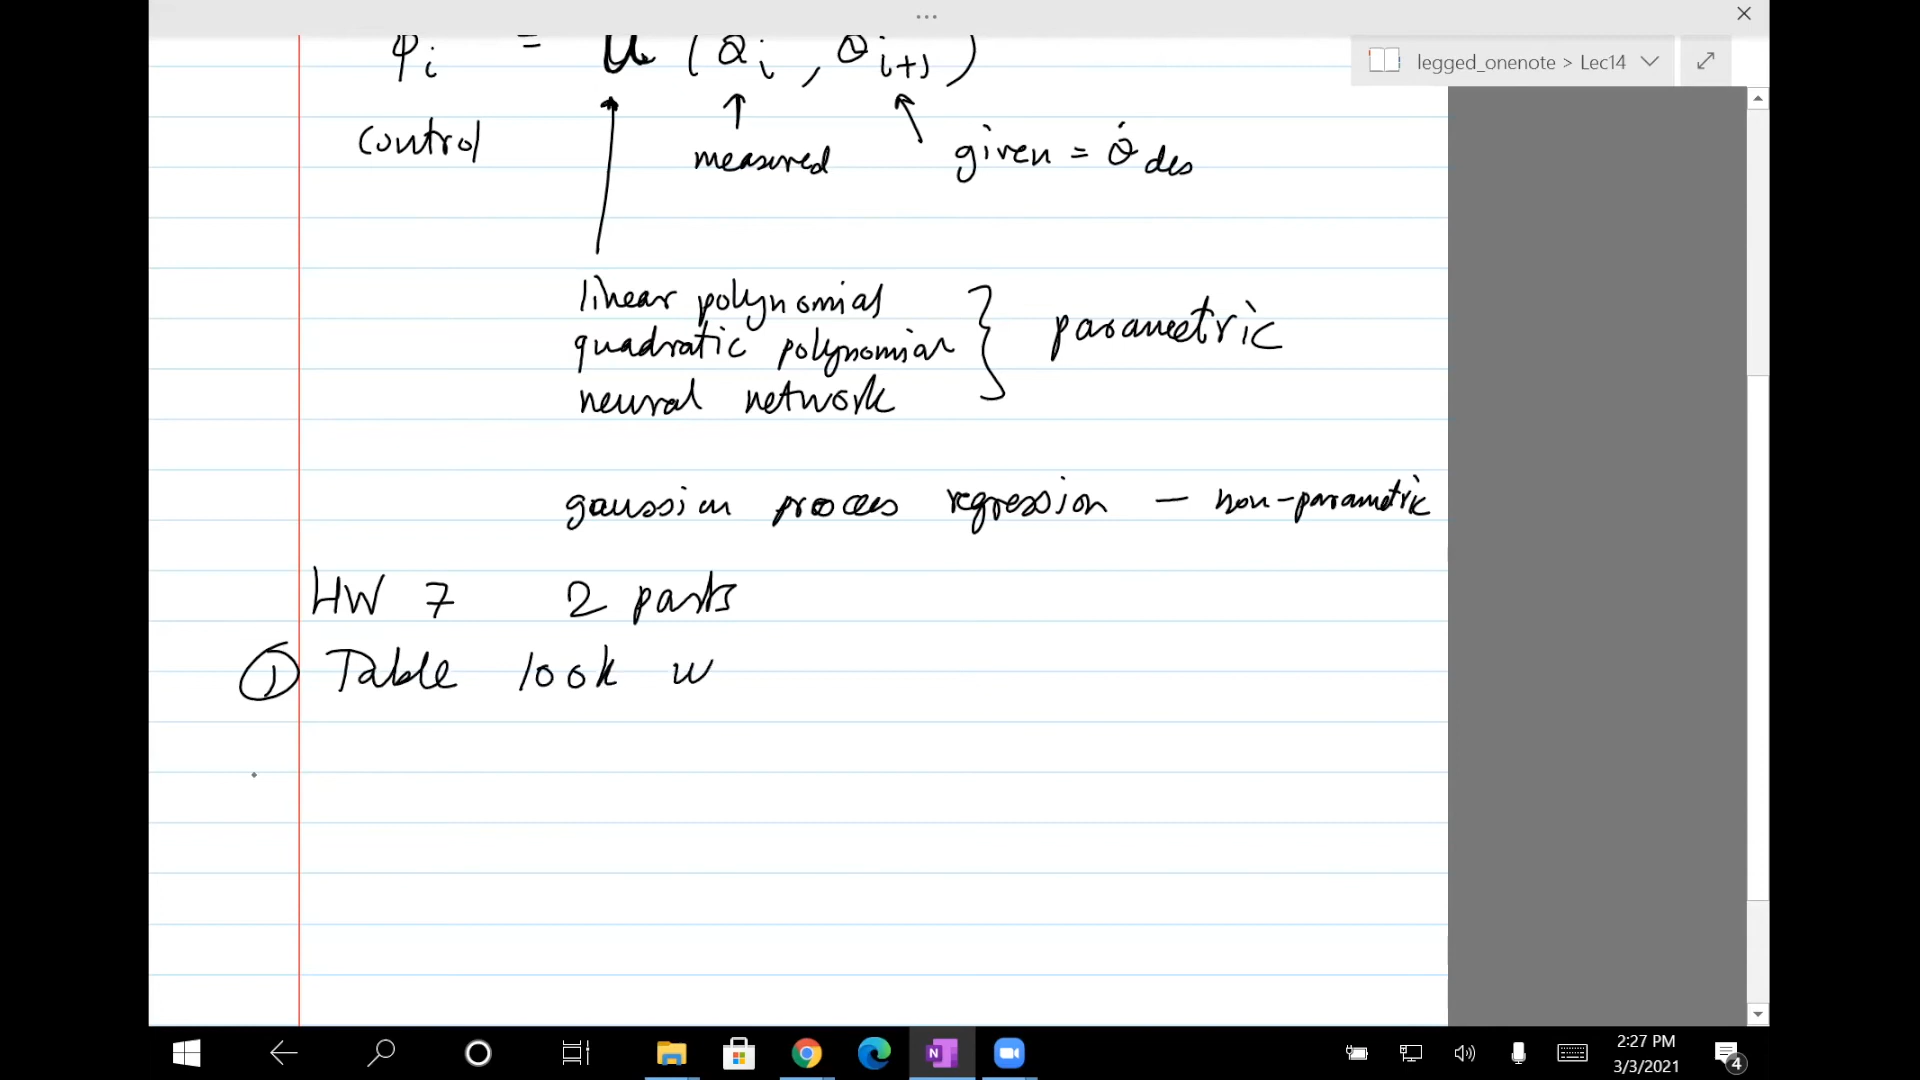 legged_onenote > Lec14
φi = u (θi, θi+1)
control
measured
given = θ̇ des
linear polynomial
quadratic polynomial
neural network
parametric
gaussian process regression - non-parametric
HW 7 2 parts
① Table look u
2:27 PM
3/3/2021
4